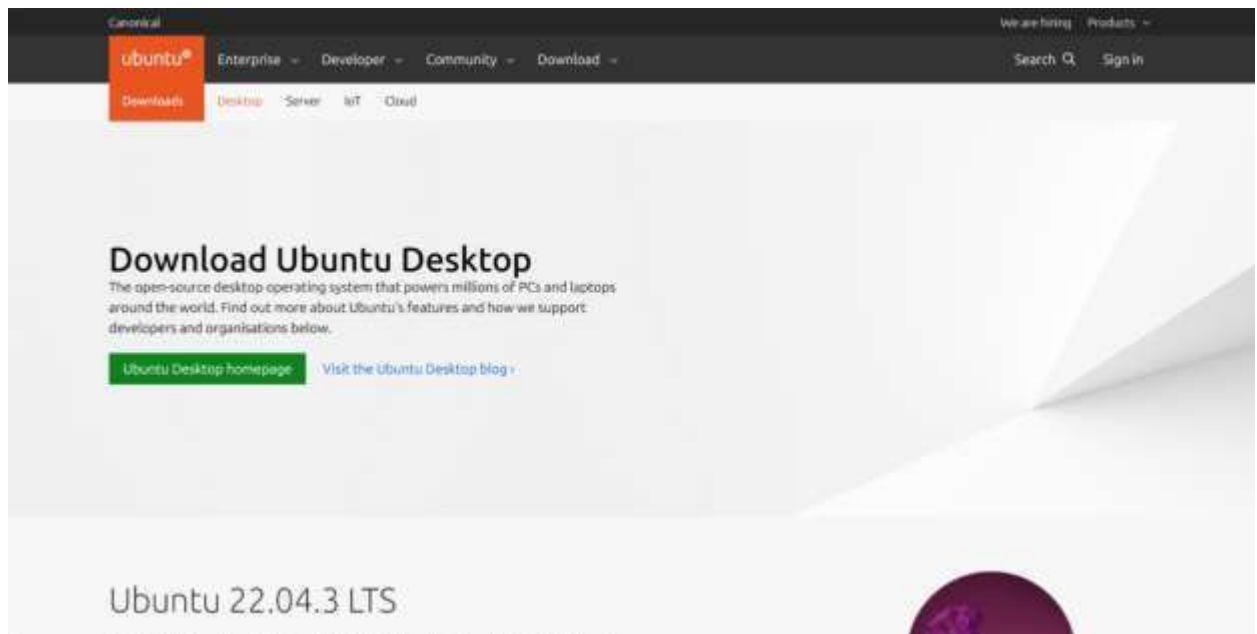 Canonical
We are hiring Products
ubuntu® Enterprise Developer Community Download Search Sign in
Downloads Desktop Server IoT Cloud
Download Ubuntu Desktop
The open-source desktop operating system that powers millions of PCs and laptops
around the world. Find out more about Ubuntu's features and how we support
developers and organisations below.
Ubuntu Desktop homepage Visit the Ubuntu Desktop blog ›
Ubuntu 22.04.3 LTS